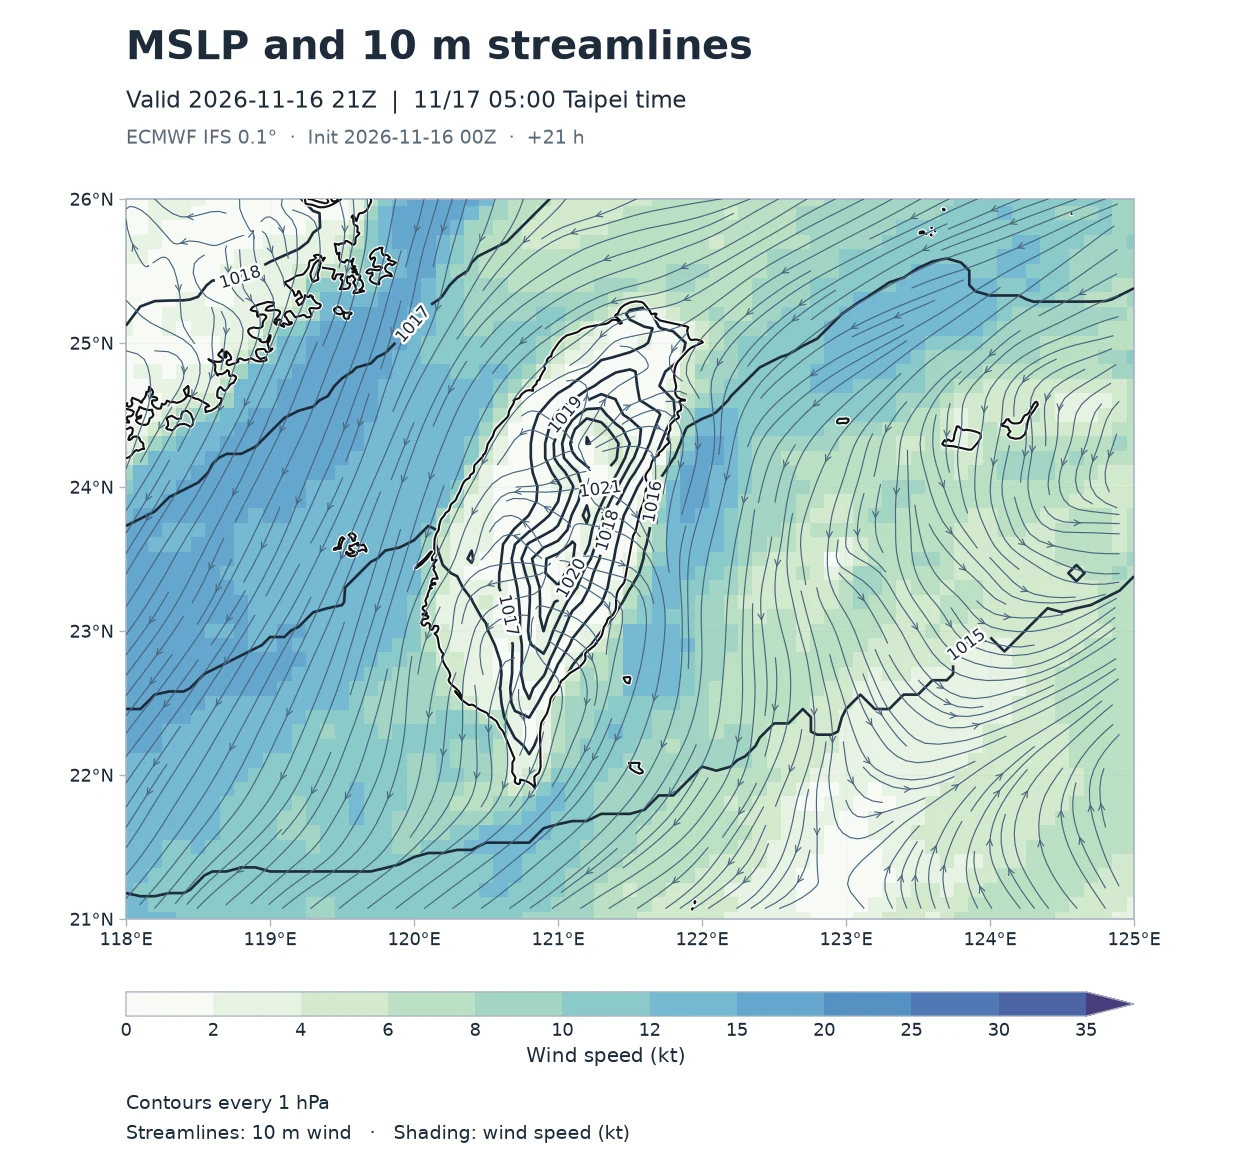 MSLP and 10 m streamlines
Valid 2026-11-16 21Z | 11/17 05:00 Taipei time
ECMWF IFS 0.1° · Init 2026-11-16 00Z · +21 h
26°N
25°N
24°N
23°N
22°N
21°N
1018
1017
1019
1021
1016
1018
1020
1017
1015
118°E 119°E 120°E 121°E 122°E 123°E 124°E 125°E
0 2 4 6 8 10 12 15 20 25 30 35
Wind speed (kt)
Contours every 1 hPa
Streamlines: 10 m wind · Shading: wind speed (kt)